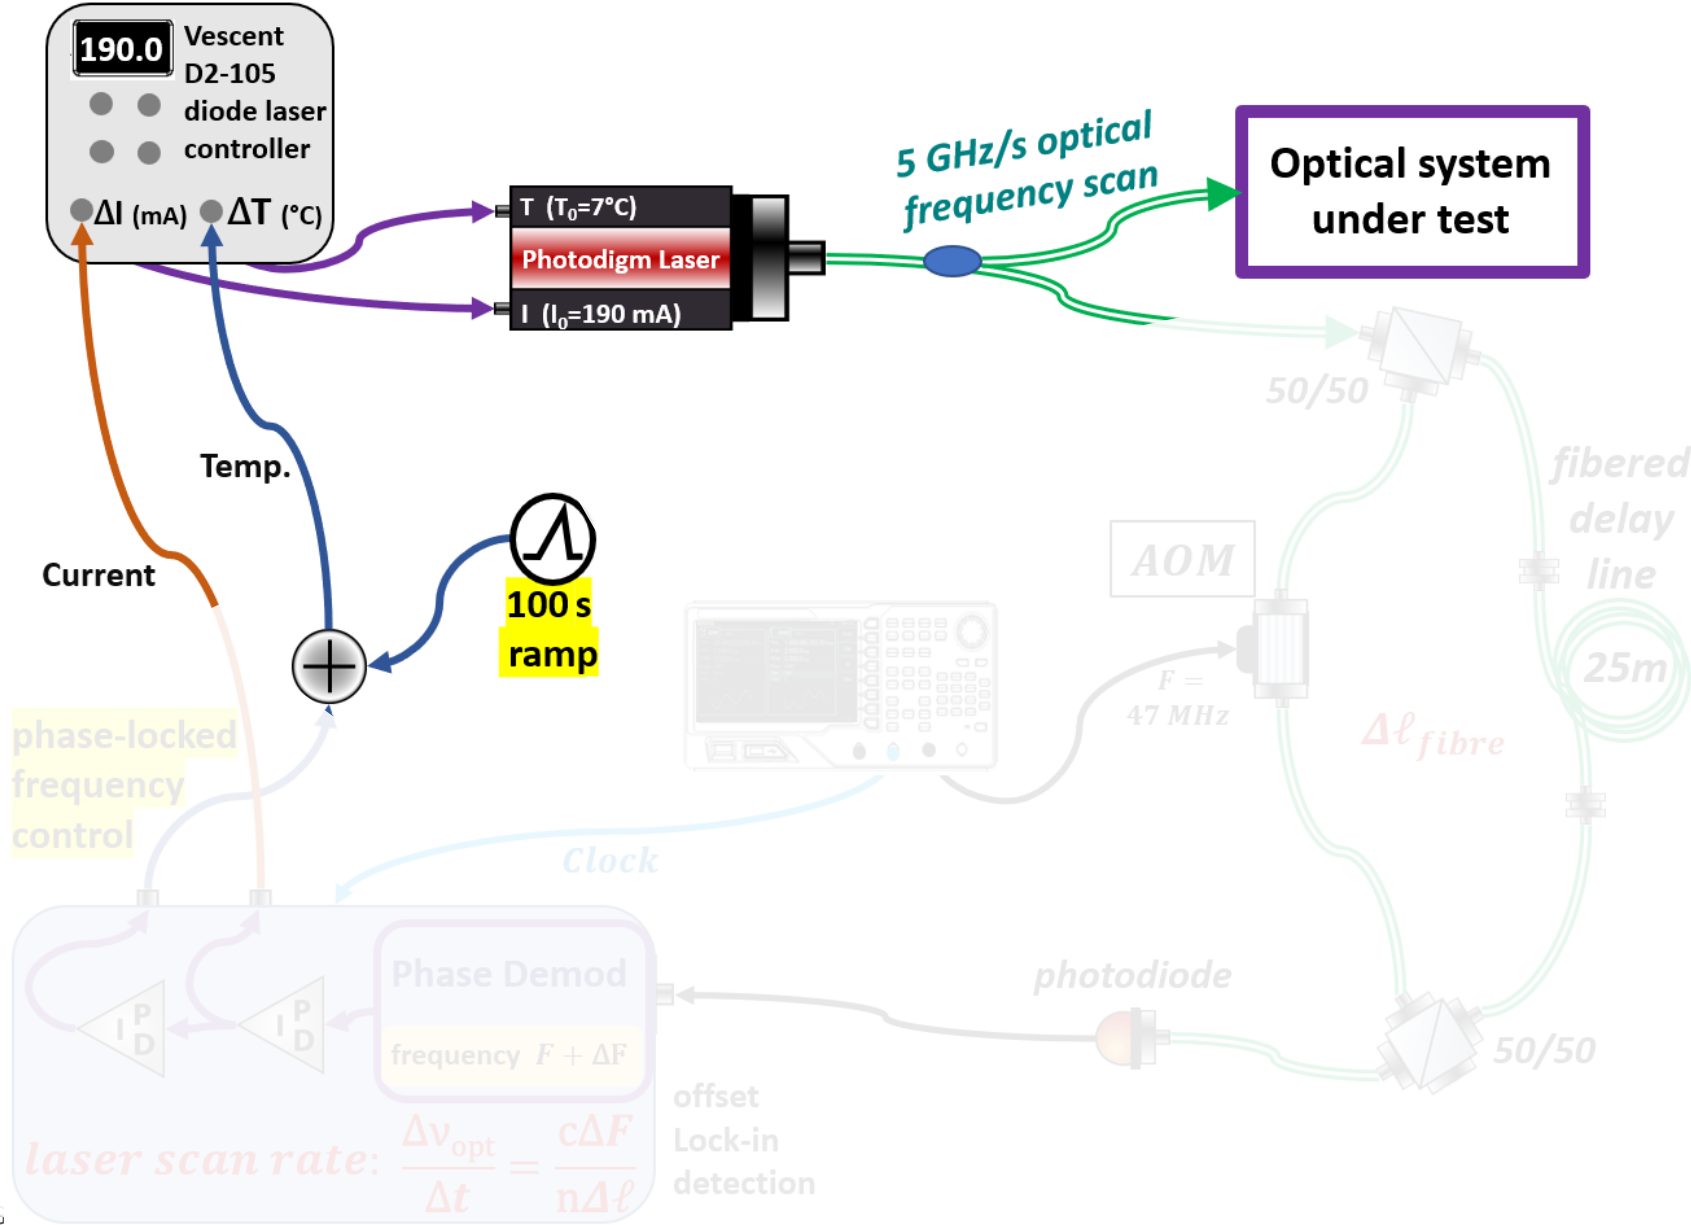 190.0
Vescent
D2-105
diode laser
controller
ΔI (mA)
ΔT (°C)
T (T₀=7°C)
Photodigm Laser
I (I₀=190 mA)
5 GHz/s optical
frequency scan
Optical system
under test
50/50
fibered
delay
line
25m
Temp.
Current
100 s
ramp
AOM
F =
47 MHz
Δℓ fibre
phase-locked
frequency
control
Clock
Phase Demod
frequency F + ΔF
P
I
D
P
I
D
photodiode
50/50
offset
Lock-in
detection
laser scan rate: Δνopt/Δt = cΔF/nΔℓ